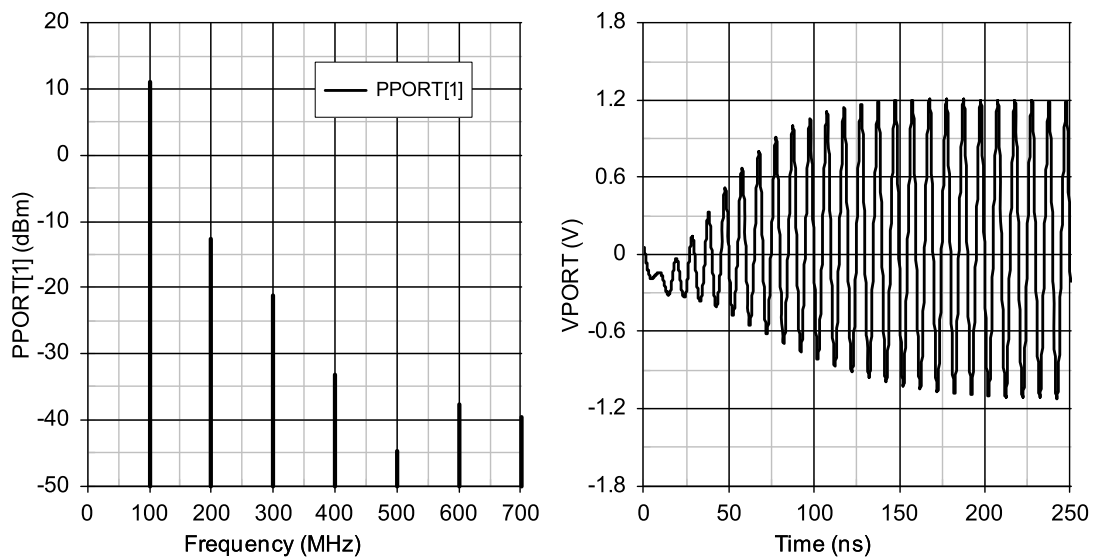 20
10
0
-10
-20
-30
-40
-50
PPORT[1] (dBm)
PPORT[1]
0 100 200 300 400 500 600 700
Frequency (MHz)
1.8
1.2
0.6
0
-0.6
-1.2
-1.8
VPORT (V)
0 50 100 150 200 250
Time (ns)